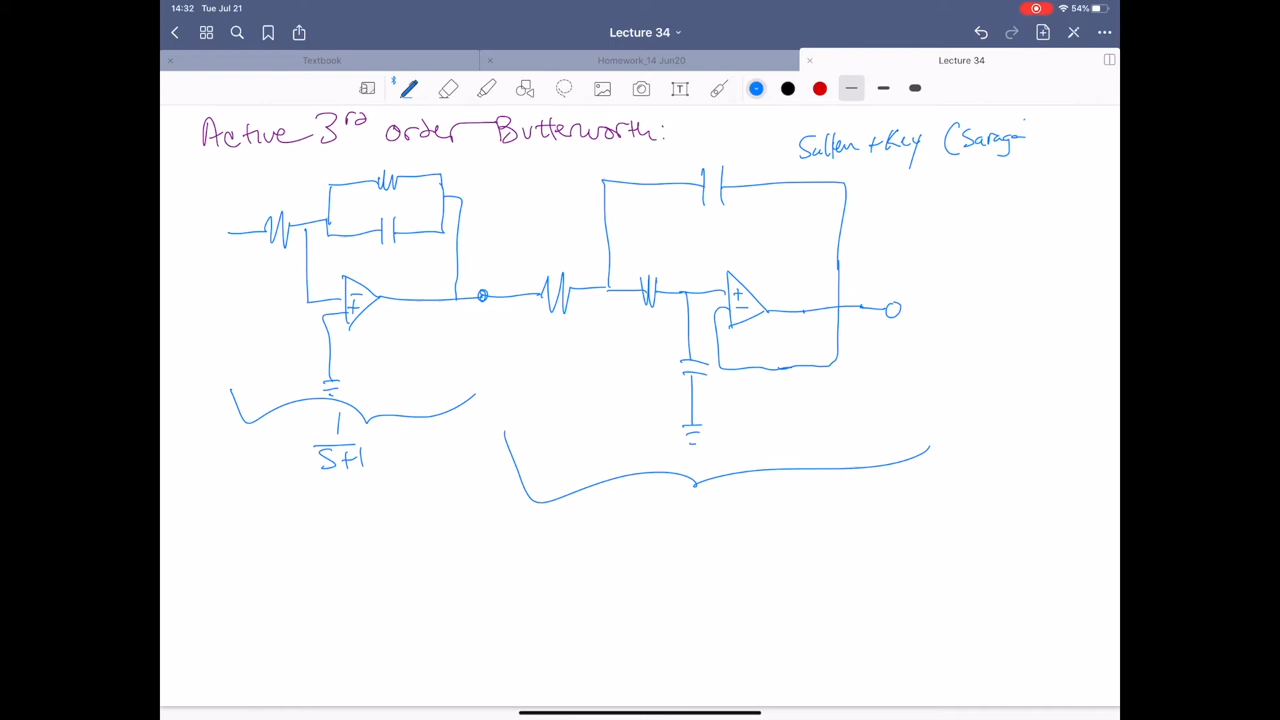 14:32 Tue Jul 21
54%
Lecture 34
Textbook
Homework_14 Jun20
Lecture 34
T
Active 3rd order Butterworth:
Sallen + Key (Saraga
1
S+1